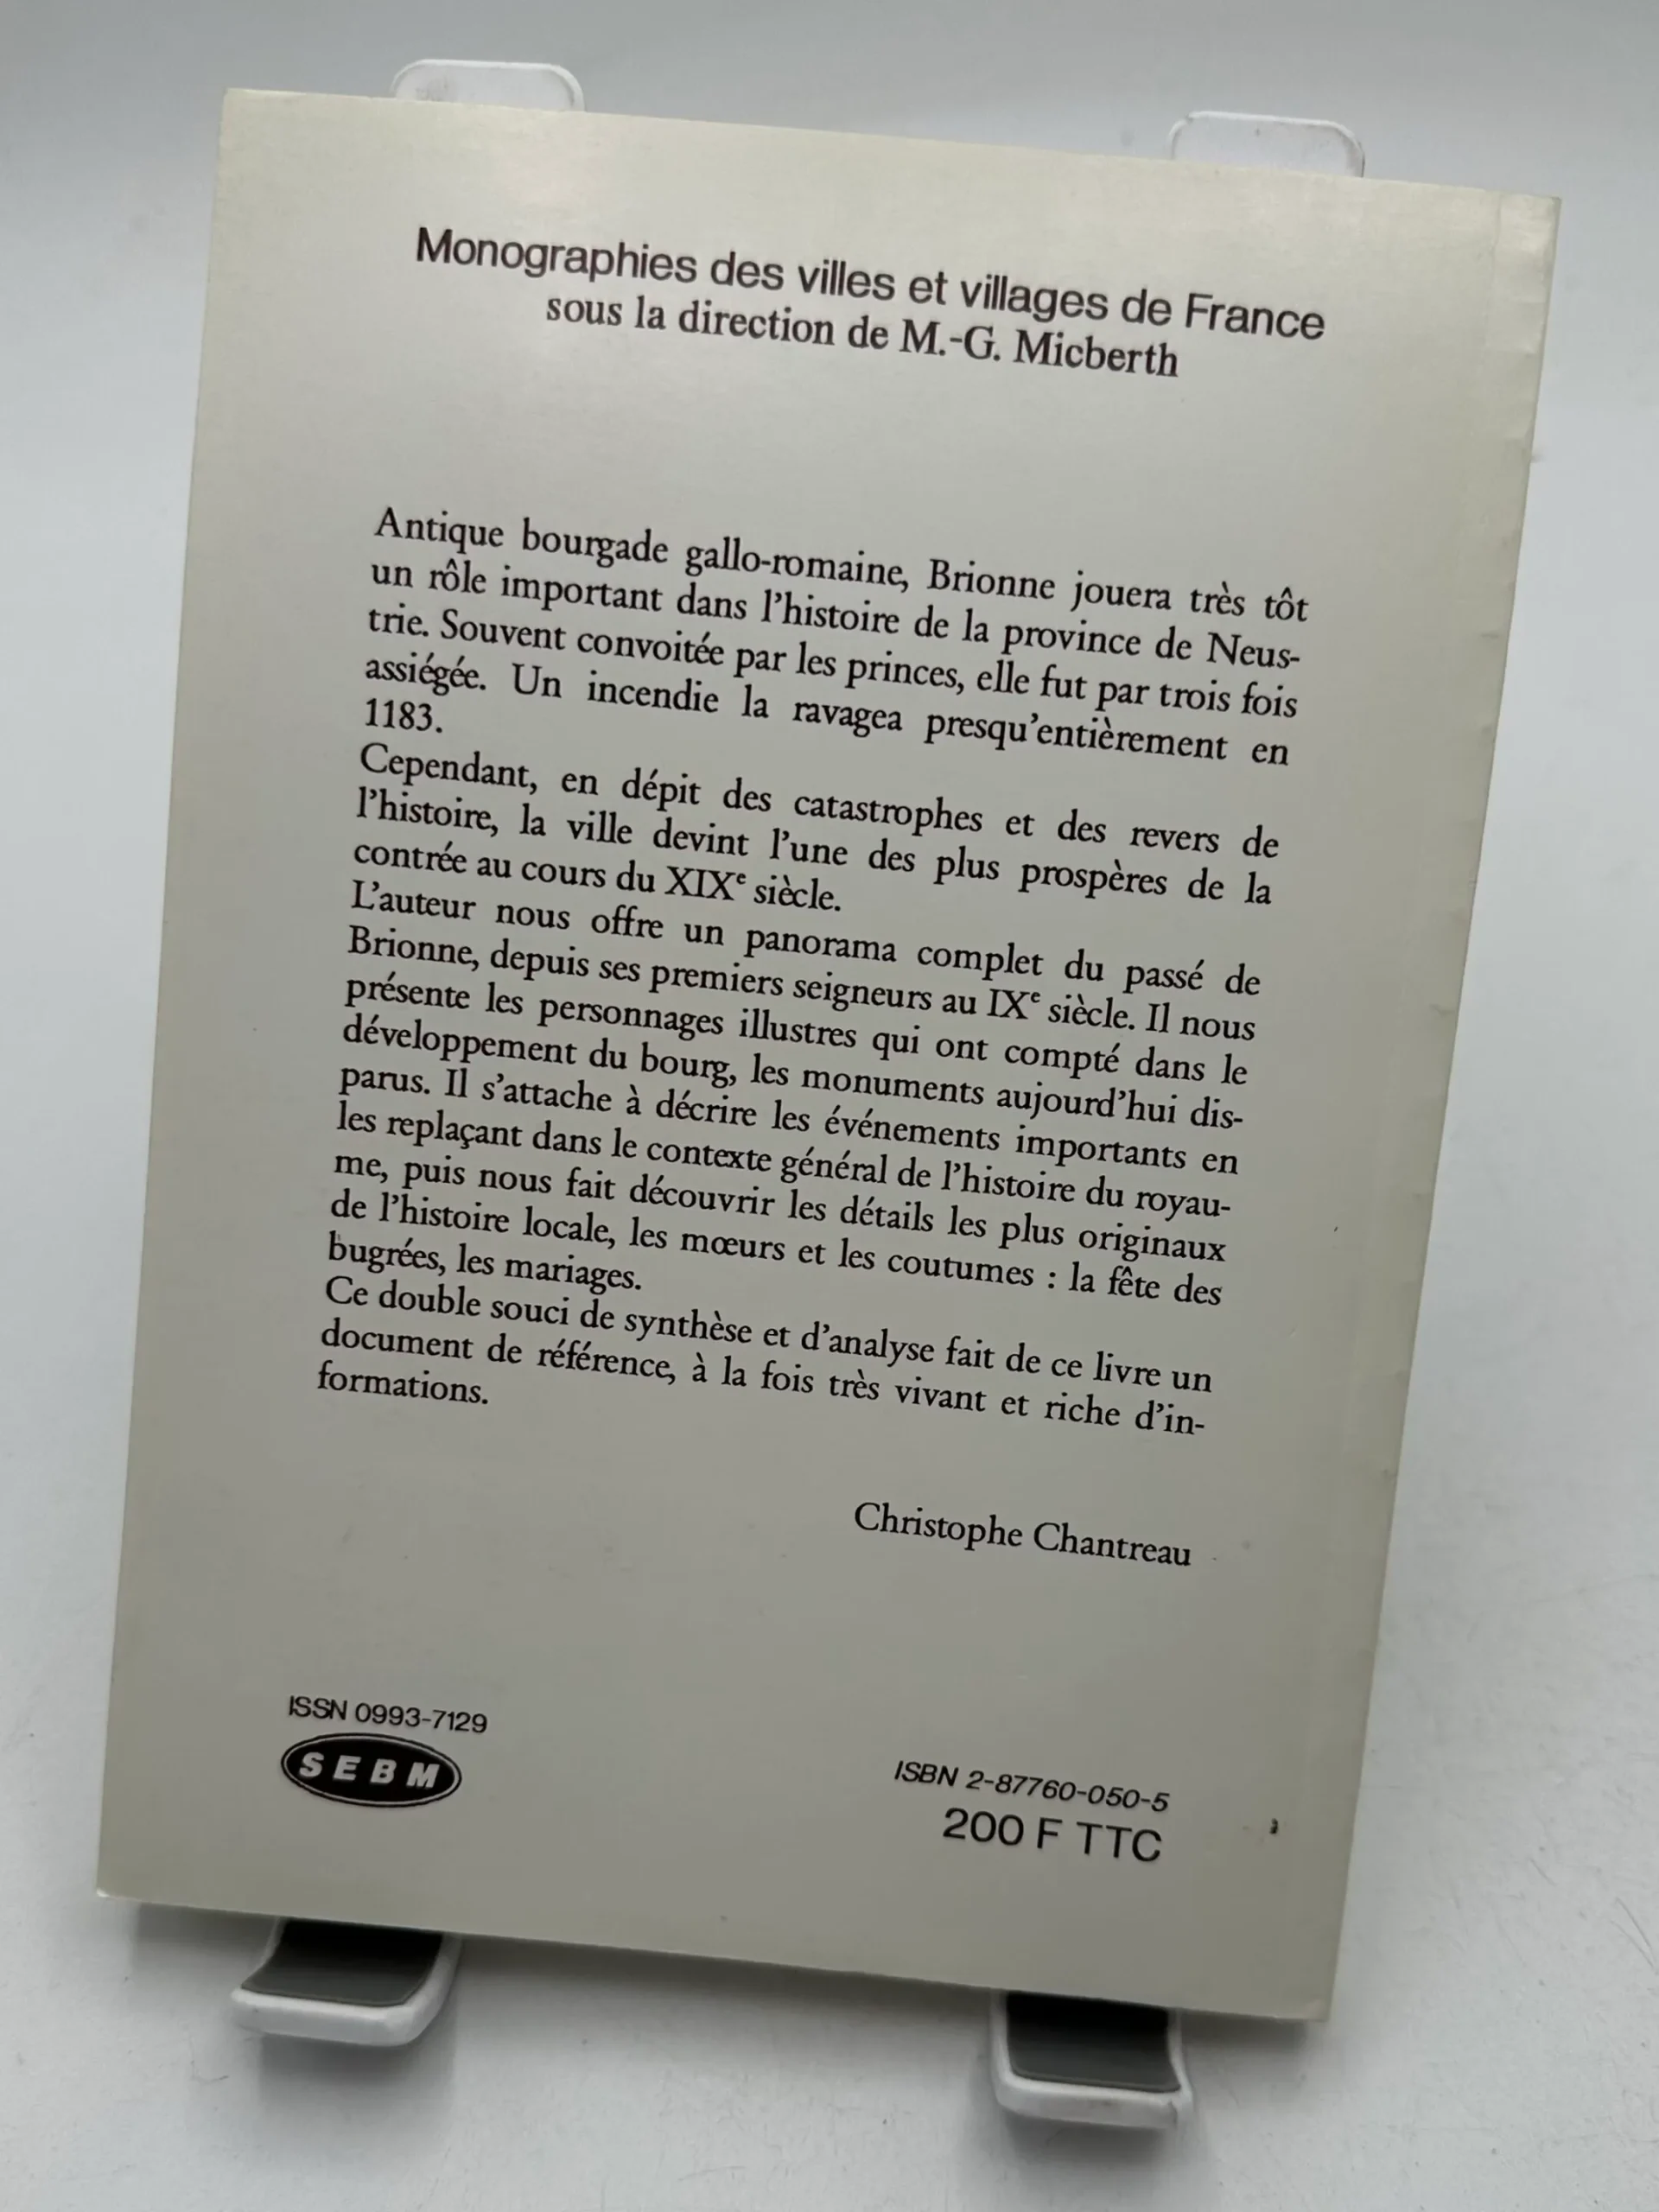 Monographies des villes et villages de France
sous la direction de M.-G. Micberth
Antique bourgade gallo-romaine, Brionne jouera très tôt
un rôle important dans l'histoire de la province de Neus-
trie. Souvent convoitée par les princes, elle fut par trois fois
assiégée. Un incendie la ravagea presqu'entièrement en
1183.
Cependant, en dépit des catastrophes et des revers de
l'histoire, la ville devint l'une des plus prospères de la
contrée au cours du XIXe siècle.
L'auteur nous offre un panorama complet du passé de
Brionne, depuis ses premiers seigneurs au IXe siècle. Il nous
présente les personnages illustres qui ont compté dans le
développement du bourg, les monuments aujourd'hui dis-
parus. Il s'attache à décrire les événements importants en
les replaçant dans le contexte général de l'histoire du royau-
me, puis nous fait découvrir les détails les plus originaux
de l'histoire locale, les mœurs et les coutumes : la fête des
bugrées, les mariages.
Ce double souci de synthèse et d'analyse fait de ce livre un
document de référence, à la fois très vivant et riche d'in-
formations.
Christophe Chantreau
ISSN 0993-7129
SEBM
ISBN 2-87760-050-5
200 F TTC